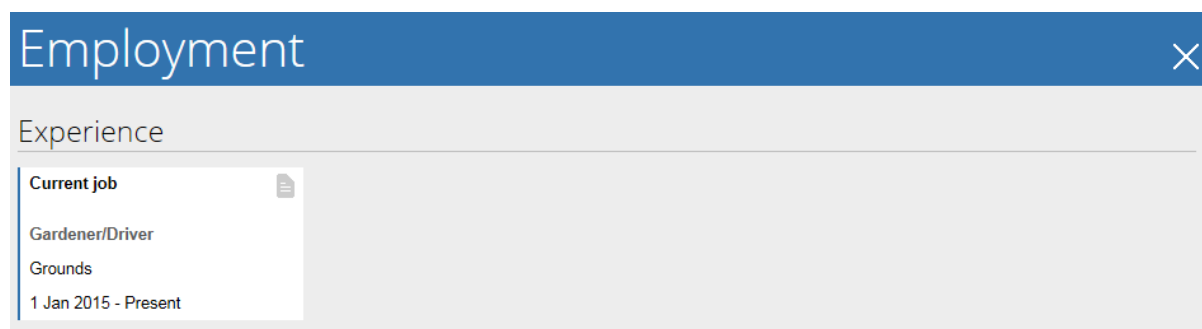 Employment
Experience
Current job
Gardener/Driver
Grounds
1 Jan 2015 - Present